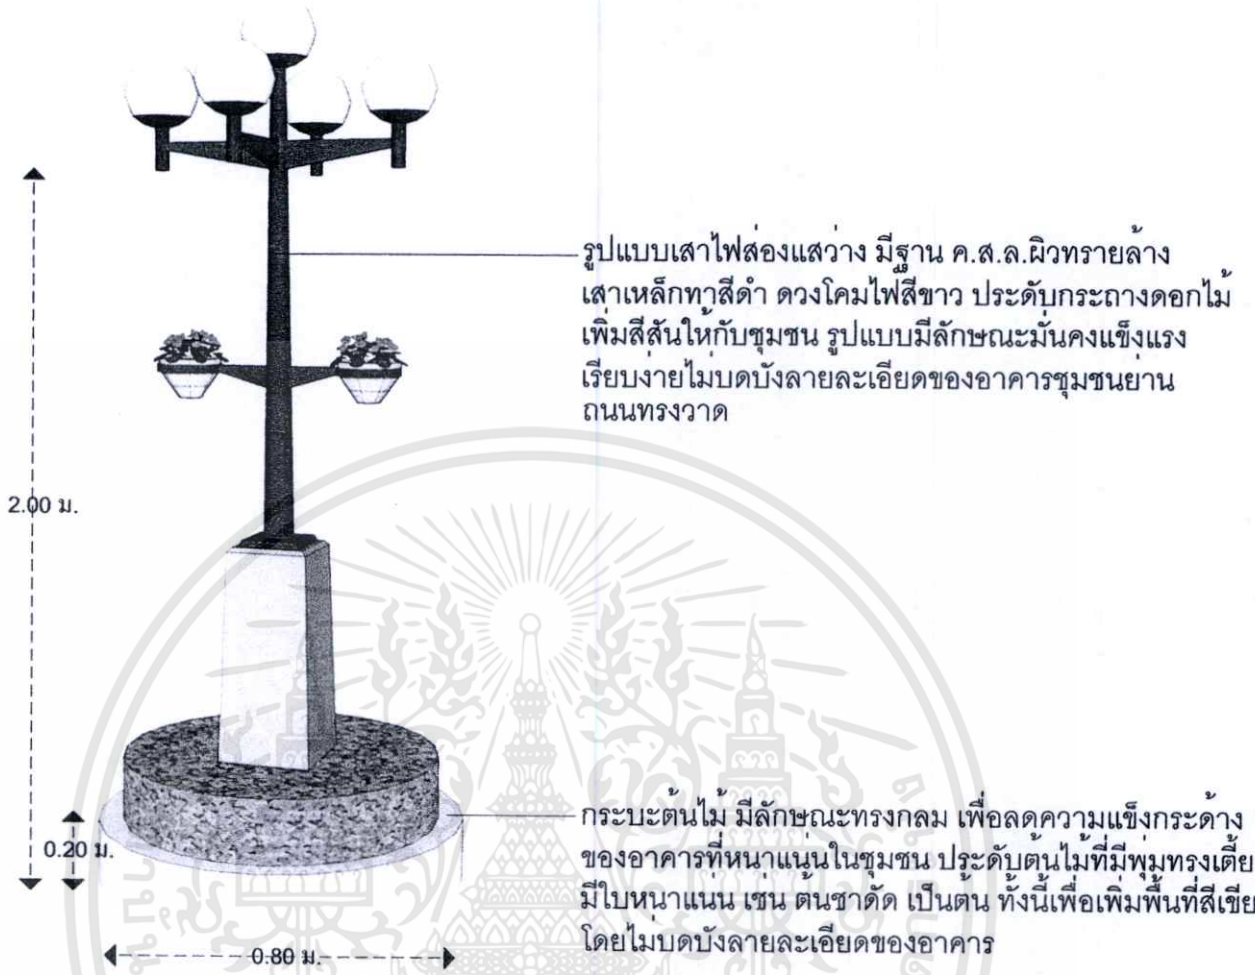 รูปแบบเสาไฟส่องแสว่าง มีฐาน ค.ส.ล.ผิวทรายล้าง
เสาเหล็กทาสีดำ ดวงโคมไฟสีขาว ประดับกระถางดอกไม้
เพิ่มสีสันให้กับชุมชน รูปแบบมีลักษณะมั่นคงแข็งแรง
เรียบง่ายไม่บดบังลายละเอียดของอาคารชุมชนย่าน
ถนนทรงวาด
2.00 ม.
กระบะต้นไม้ มีลักษณะทรงกลม เพื่อลดความแข็งกระด้าง
ของอาคารที่หนาแน่นในชุมชน ประดับต้นไม้ที่มีพุ่มทรงเตี้ย
มีใบหนาแน่น เช่น ต้นชาดัด เป็นต้น ทั้งนี้เพื่อเพิ่มพื้นที่สีเขีย
โดยไม่บดบังลายละเอียดของอาคาร
0.20 ม.
0.80 ม.